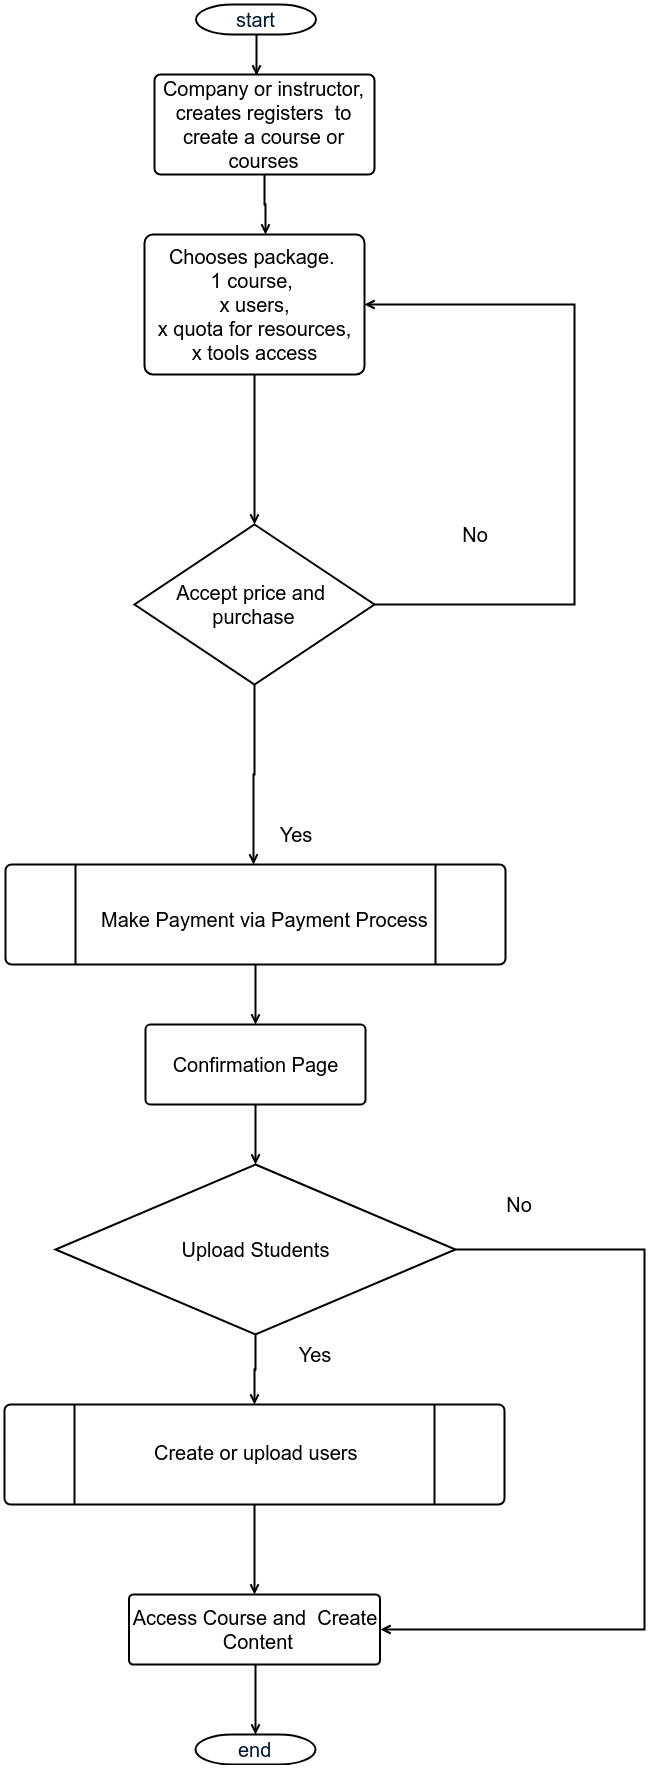 start
Company or instructor,
creates registers  to
create a course or
courses
Chooses package.
1 course,
x users,
x quota for resources,
x tools access
No
Accept price and
purchase
Yes
Make Payment via Payment Process
Confirmation Page
No
Upload Students
Yes
Create or upload users
Access Course and  Create
Content
end